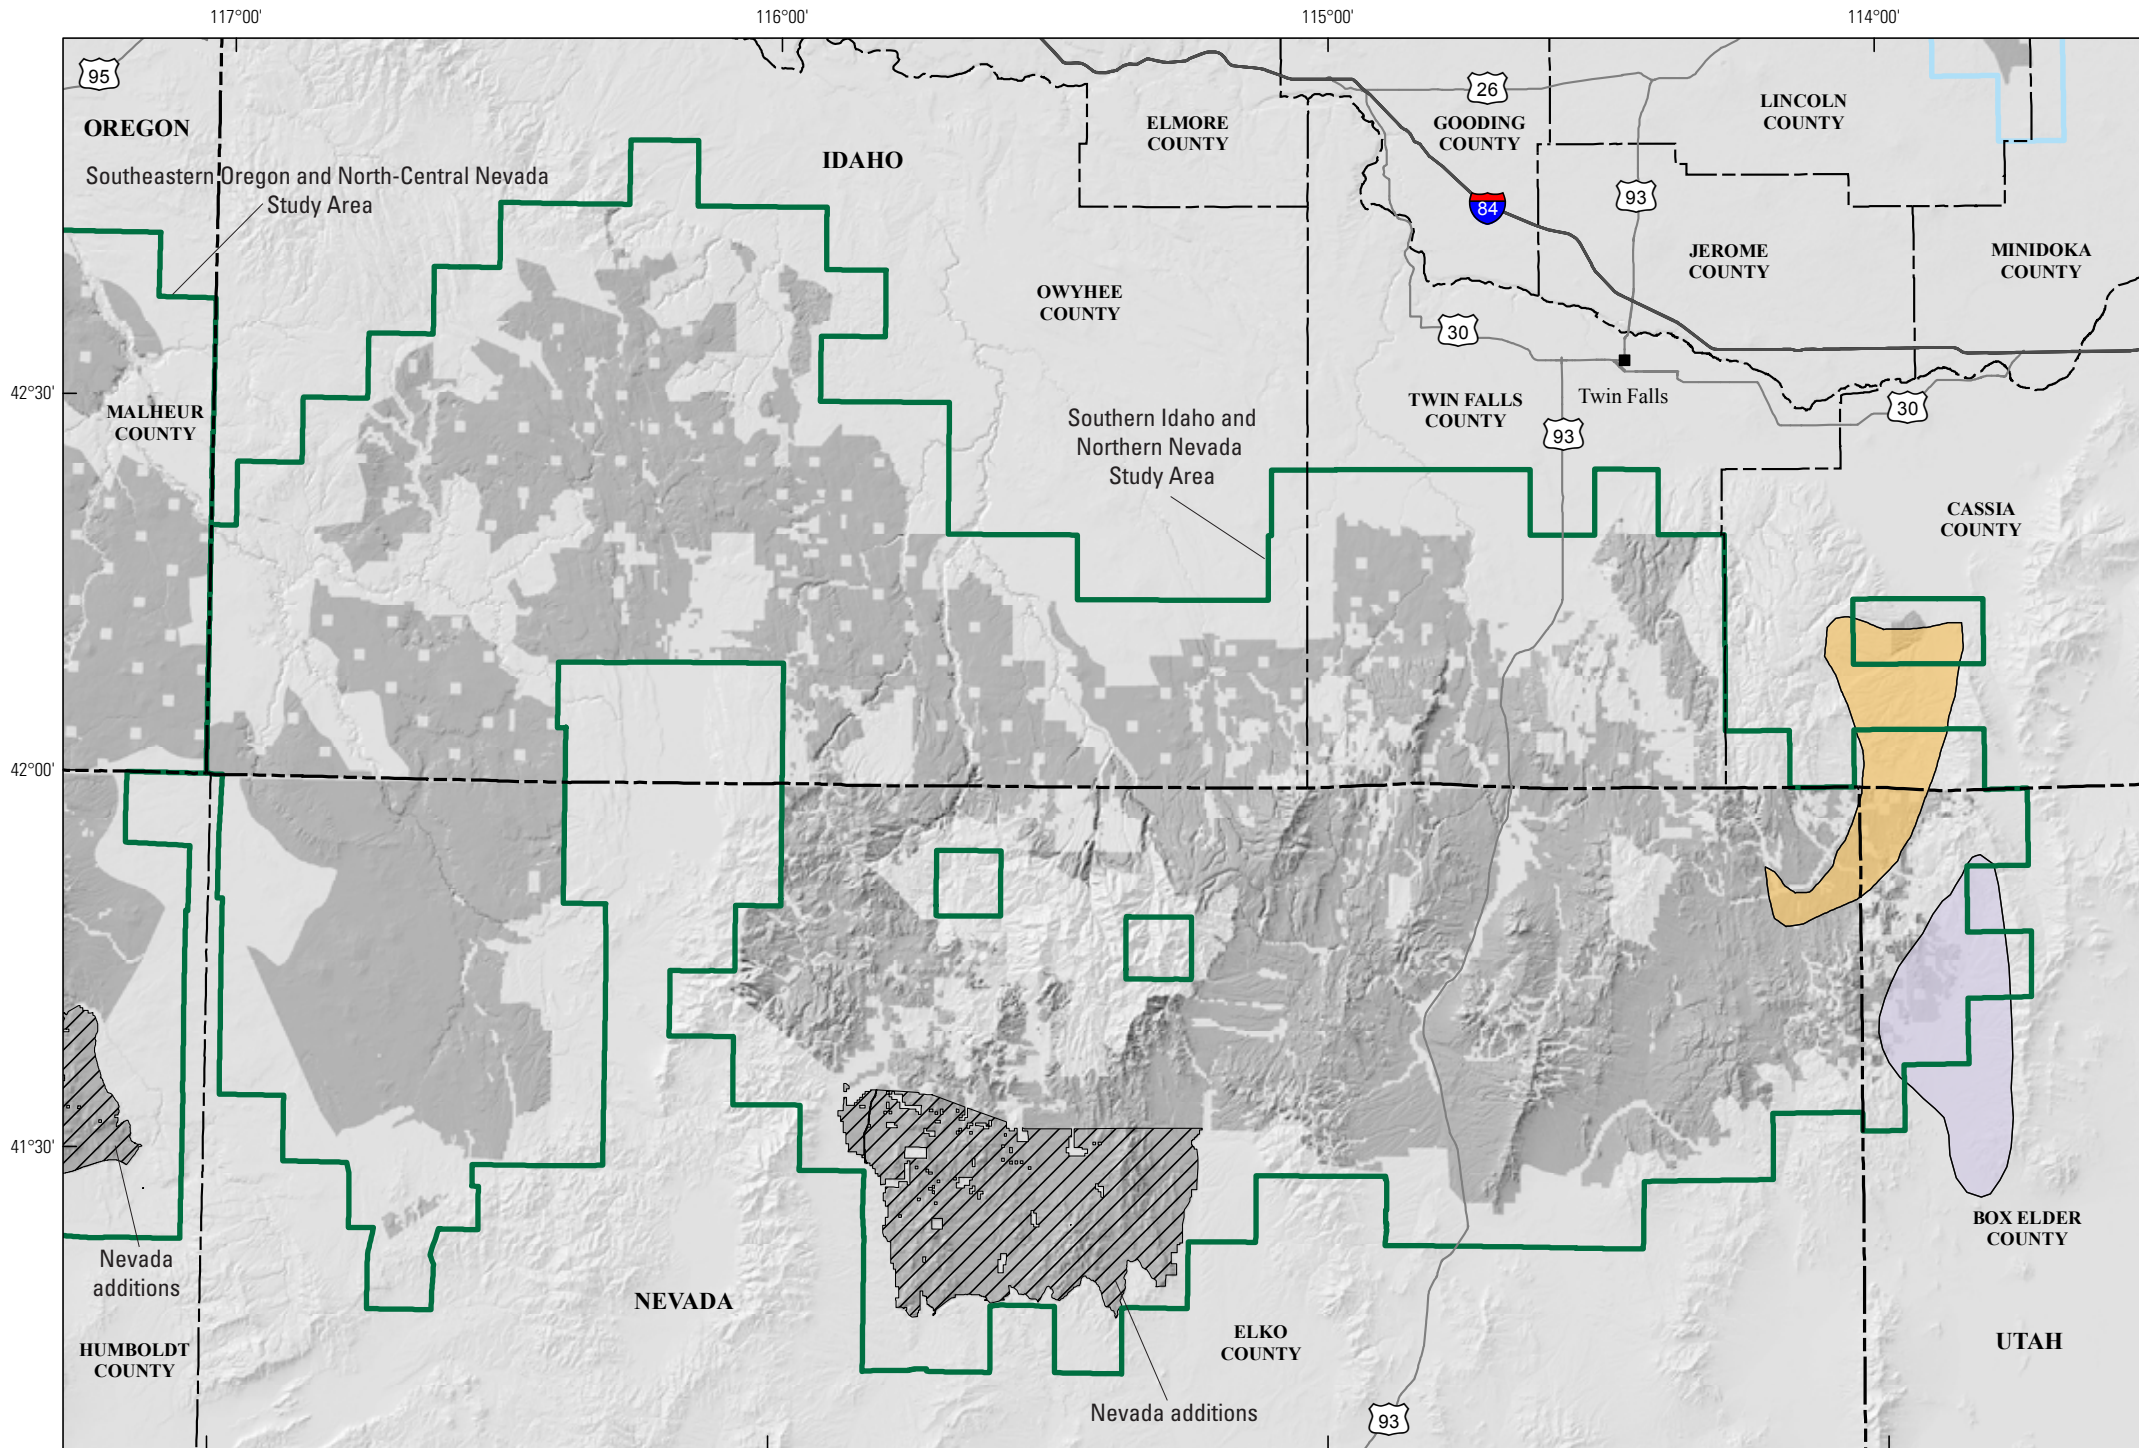 117°00'
116°00'
115°00'
114°00'
95
26
OREGON
ELMORE
COUNTY
GOODING
COUNTY
LINCOLN
COUNTY
IDAHO
Southeastern Oregon and North-Central Nevada
Study Area
93
84
JEROME
COUNTY
MINIDOKA
COUNTY
OWYHEE
COUNTY
30
42°30'
MALHEUR
COUNTY
Southern Idaho and
Northern Nevada
Study Area
TWIN FALLS
COUNTY
Twin Falls
30
93
CASSIA
COUNTY
42°00'
41°30'
Nevada
additions
BOX ELDER
COUNTY
NEVADA
HUMBOLDT
COUNTY
ELKO
COUNTY
UTAH
Nevada additions
93